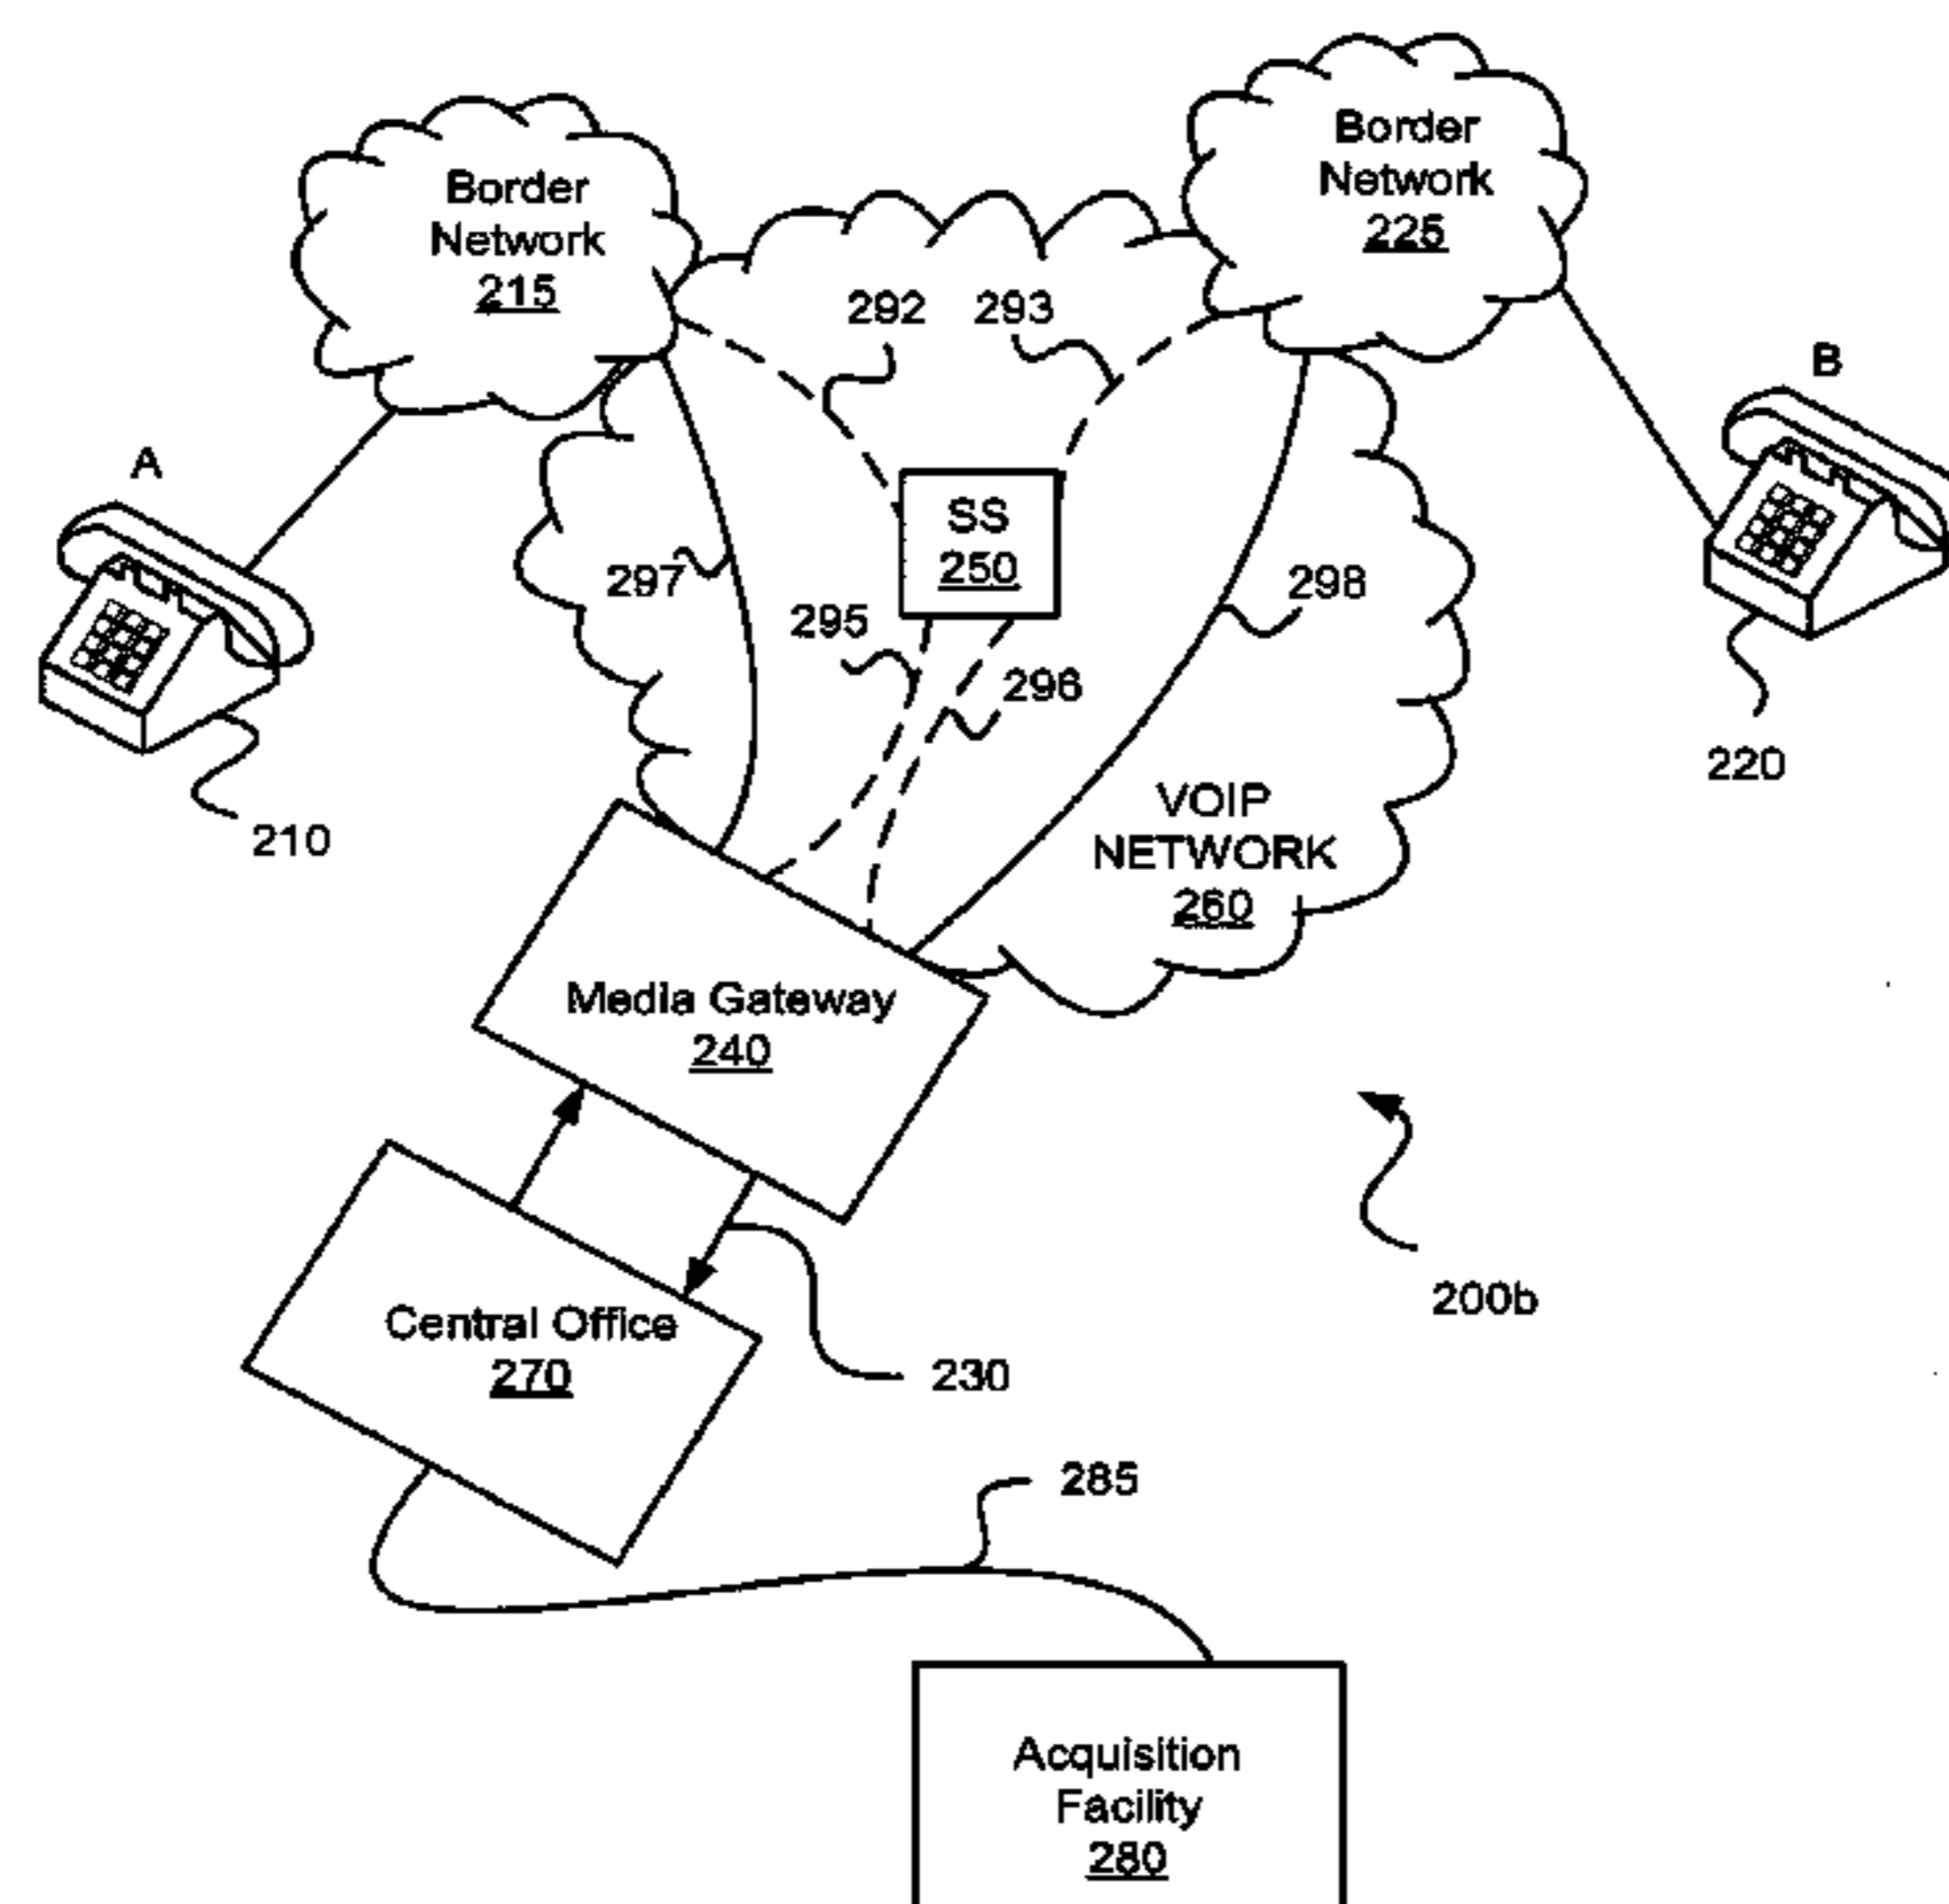 Border
Network
215
Border
Network
225
292
293
A
B
SS
250
297
298
295
296
220
210
VOIP
NETWORK
260
Media Gateway
240
200b
Central Office
270
230
285
Acquisition
Facility
280